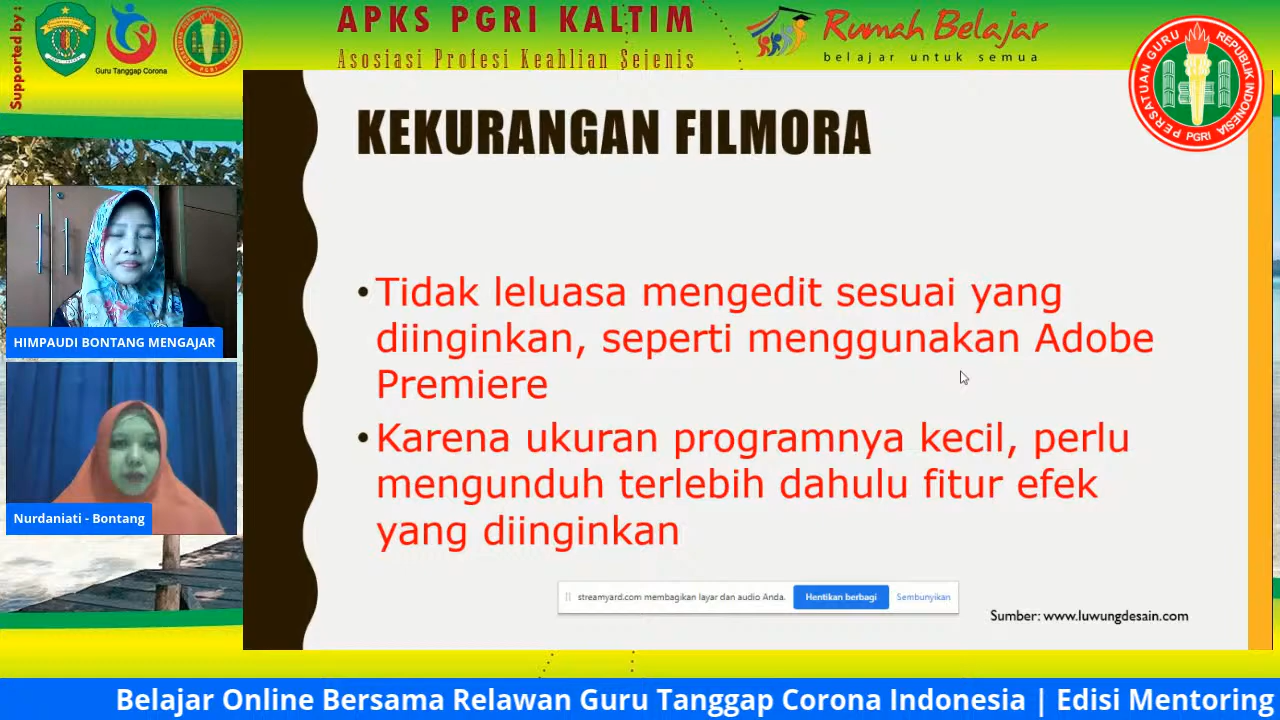 Supported by :
Guru Tanggap Corona
PGRI
APKS PGRI KALTIM
Asosiasi Profesi Keahlian Sejenis
Rumah Belajar
belajar untuk semua
PERSATUAN GURU REPUBLIK INDONESIA
PGRI
KEKURANGAN FILMORA
• Tidak leluasa mengedit sesuai yang
diinginkan, seperti menggunakan Adobe
Premiere
• Karena ukuran programnya kecil, perlu
mengunduh terlebih dahulu fitur efek
yang diinginkan
HIMPAUDI BONTANG MENGAJAR
Nurdaniati - Bontang
streamyard.com membagikan layar dan audio Anda.
Hentikan berbagi
Sembunyikan
Sumber: www.luwungdesain.com
Belajar Online Bersama Relawan Guru Tanggap Corona Indonesia | Edisi Mentoring